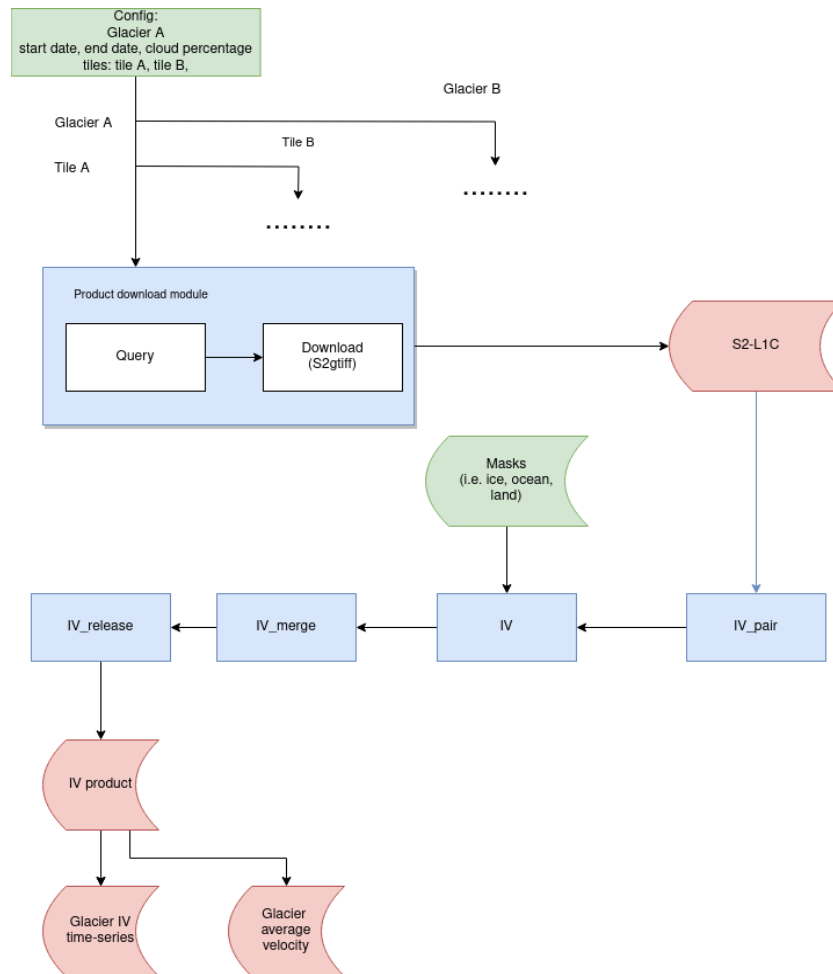 Config:
Glacier A
start date, end date, cloud percentage
tiles: tile A, tile B,
Glacier B
Glacier A
Tile B
Tile A
........
........
Product download module
Query
Download
(S2gtiff)
S2-L1C
Masks
(i.e. ice, ocean,
land)
IV_release
IV_merge
IV
IV_pair
IV product
Glacier IV
time-series
Glacier
average
velocity